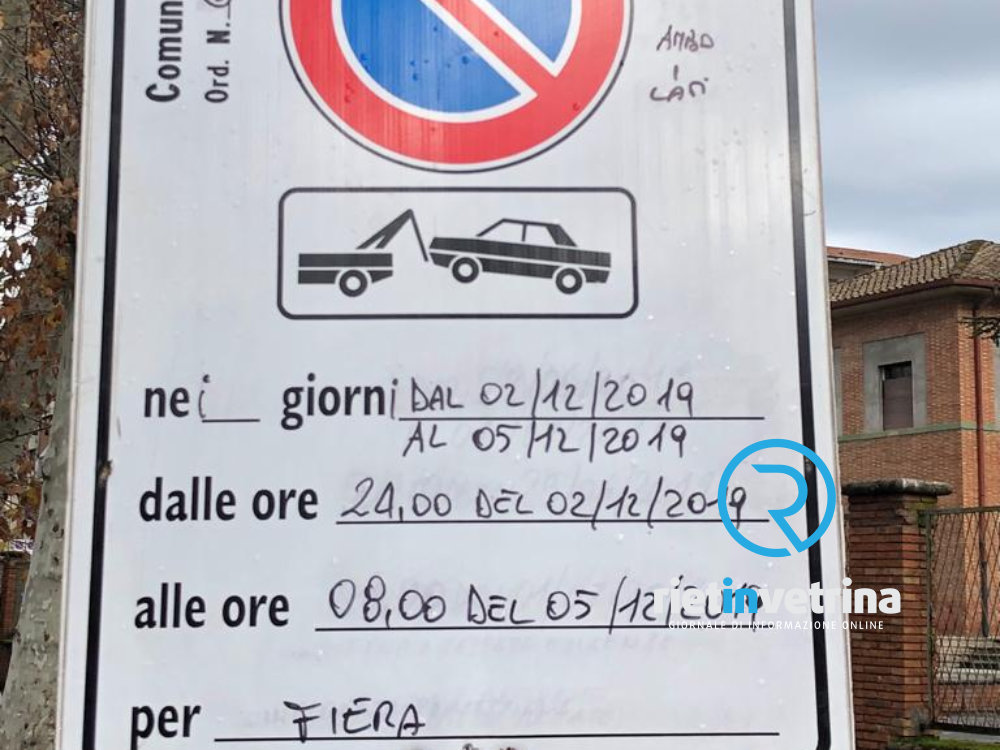 Comun
Ord. N.
AMBO
I
LATI
nei giorni DAL 02/12/2019
AL 05/12/2019
dalle ore 21,00 DEL 02/12/2019
alle ore 08,00 DEL 05/12/2019
per FIERA
rietinvetrina
GIORNALE DI INFORMAZIONE ONLINE